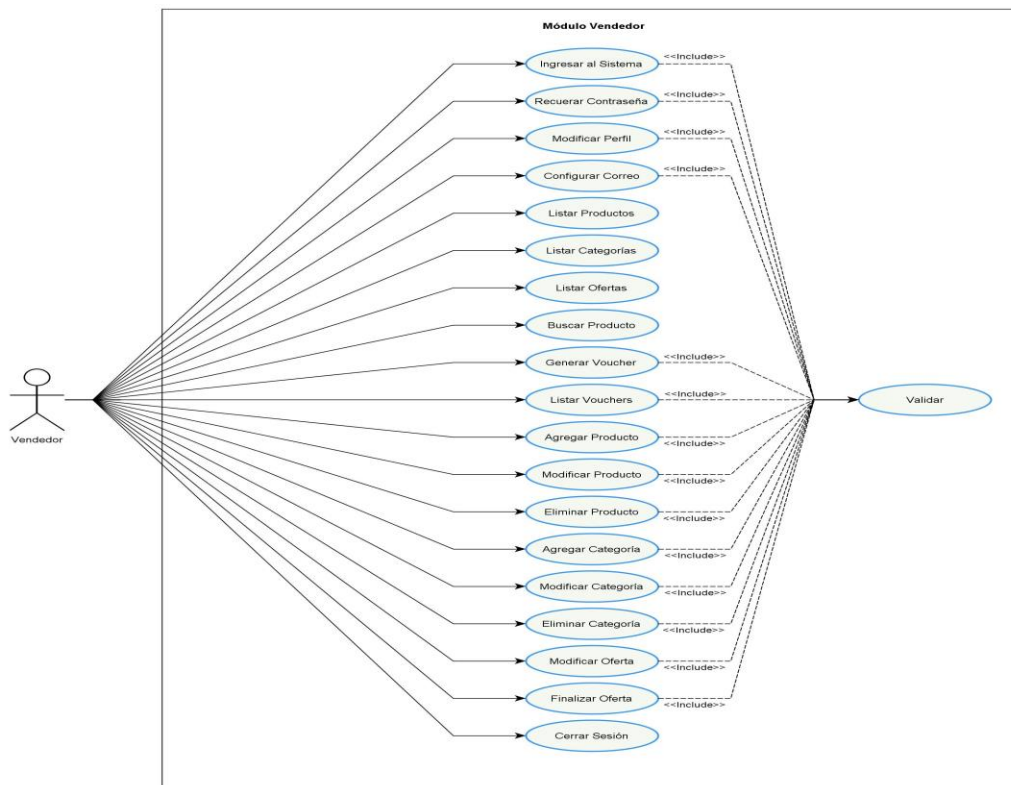 Módulo Vendedor
Ingresar al Sistema
<<Include>>
Recuerar Contraseña
<<Include>>
Modificar Perfil
<<Include>>
Configurar Correo
<<Include>>
Listar Productos
Listar Categorías
Listar Ofertas
Buscar Producto
Generar Voucher
<<Include>>
Listar Vouchers
<<Include>>
Validar
Vendedor
Agregar Producto
<<Include>>
Modificar Producto
<<Include>>
Eliminar Producto
<<Include>>
Agregar Categoría
<<Include>>
Modificar Categoría
<<Include>>
Eliminar Categoría
<<Include>>
Modificar Oferta
<<Include>>
Finalizar Oferta
<<Include>>
Cerrar Sesión